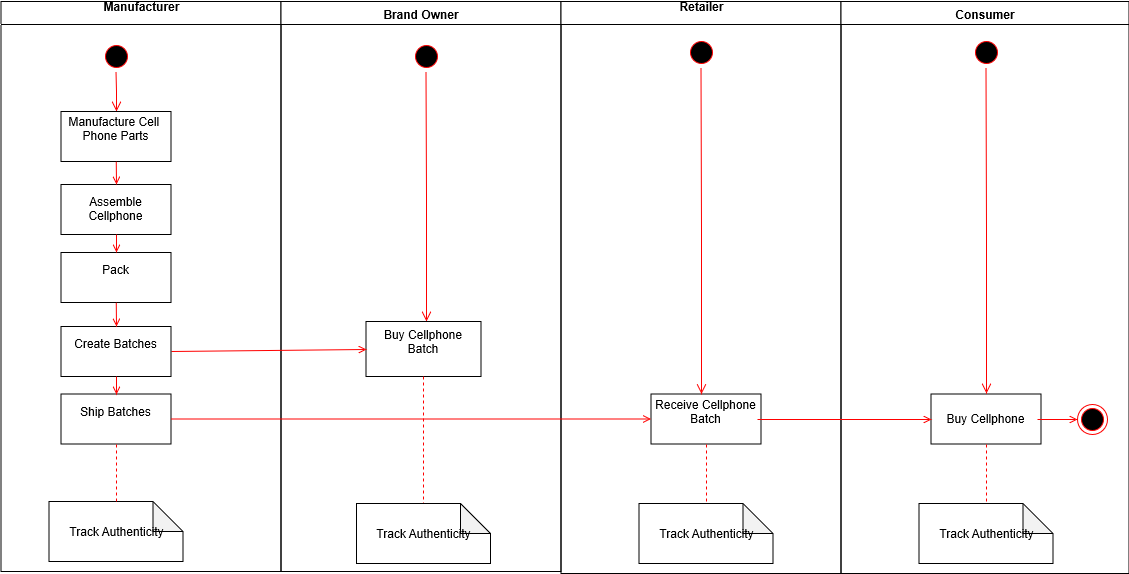 Manufacturer
Brand Owner
Retailer
Consumer
Manufacture Cell
Phone Parts
Assemble
Cellphone
Pack
Create Batches
Buy Cellphone
Batch
Ship Batches
Receive Cellphone
Batch
Buy Cellphone
Track Authenticity
Track Authenticity
Track Authenticity
Track Authenticity